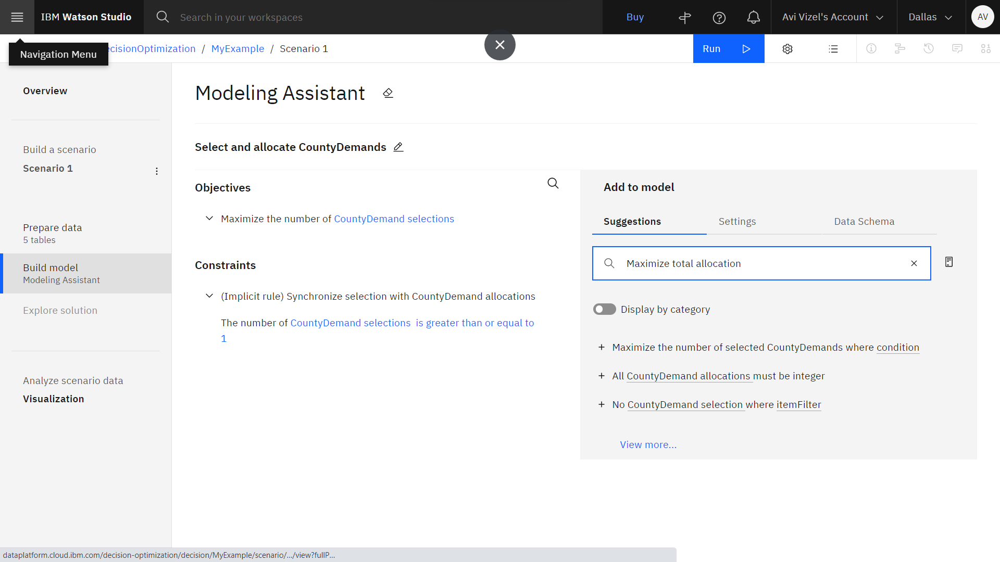 IBM Watson Studio
Search in your workspaces
Buy
Avi Vizel's Account
Dallas
AV
Navigation Menu
ecisionOptimization / MyExample / Scenario 1
Run
Overview
Build a scenario
Scenario 1
Prepare data
5 tables
Build model
Modeling Assistant
Explore solution
Analyze scenario data
Visualization
Modeling Assistant
Select and allocate CountyDemands
Objectives
Maximize the number of CountyDemand selections
Constraints
(Implicit rule) Synchronize selection with CountyDemand allocations
The number of CountyDemand selections is greater than or equal to
1
Add to model
Suggestions
Settings
Data Schema
Maximize total allocation
Display by category
Maximize the number of selected CountyDemands where condition
All CountyDemand allocations must be integer
No CountyDemand selection where itemFilter
View more...
dataplatform.cloud.ibm.com/decision-optimization/decision/MyExample/scenario/.../view?fullP...